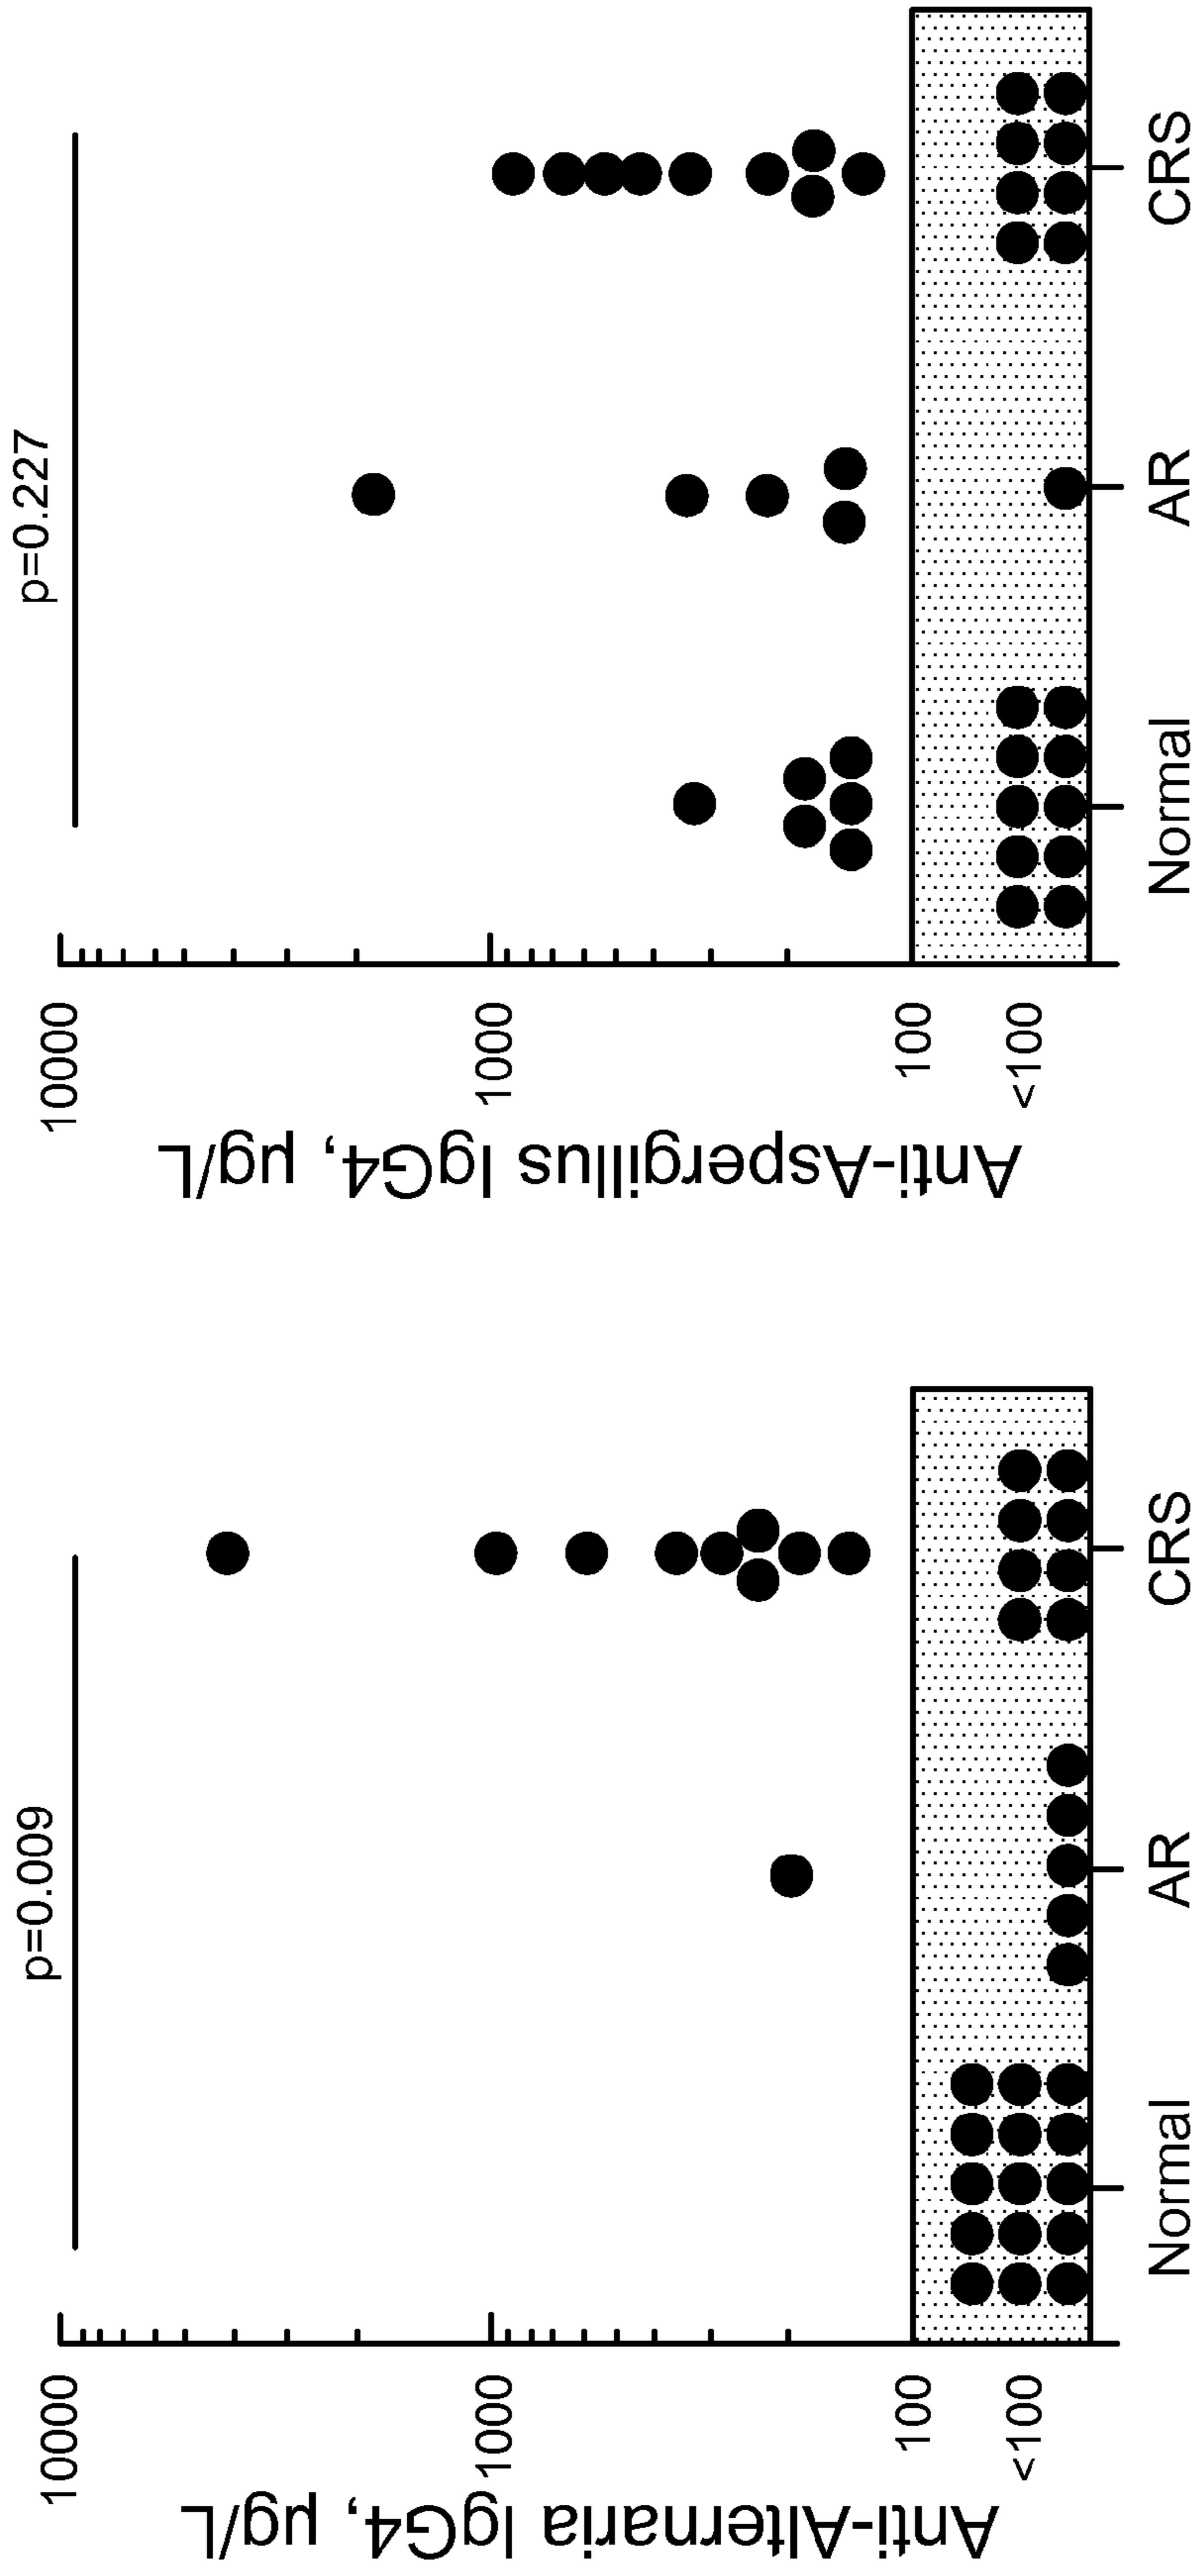 p=0.009
10000
1000
100
<100
Anti-Alternaria IgG4, µg/L
Normal AR CRS
p=0.227
10000
1000
100
<100
Anti-Aspergillus IgG4, µg/L
Normal AR CRS